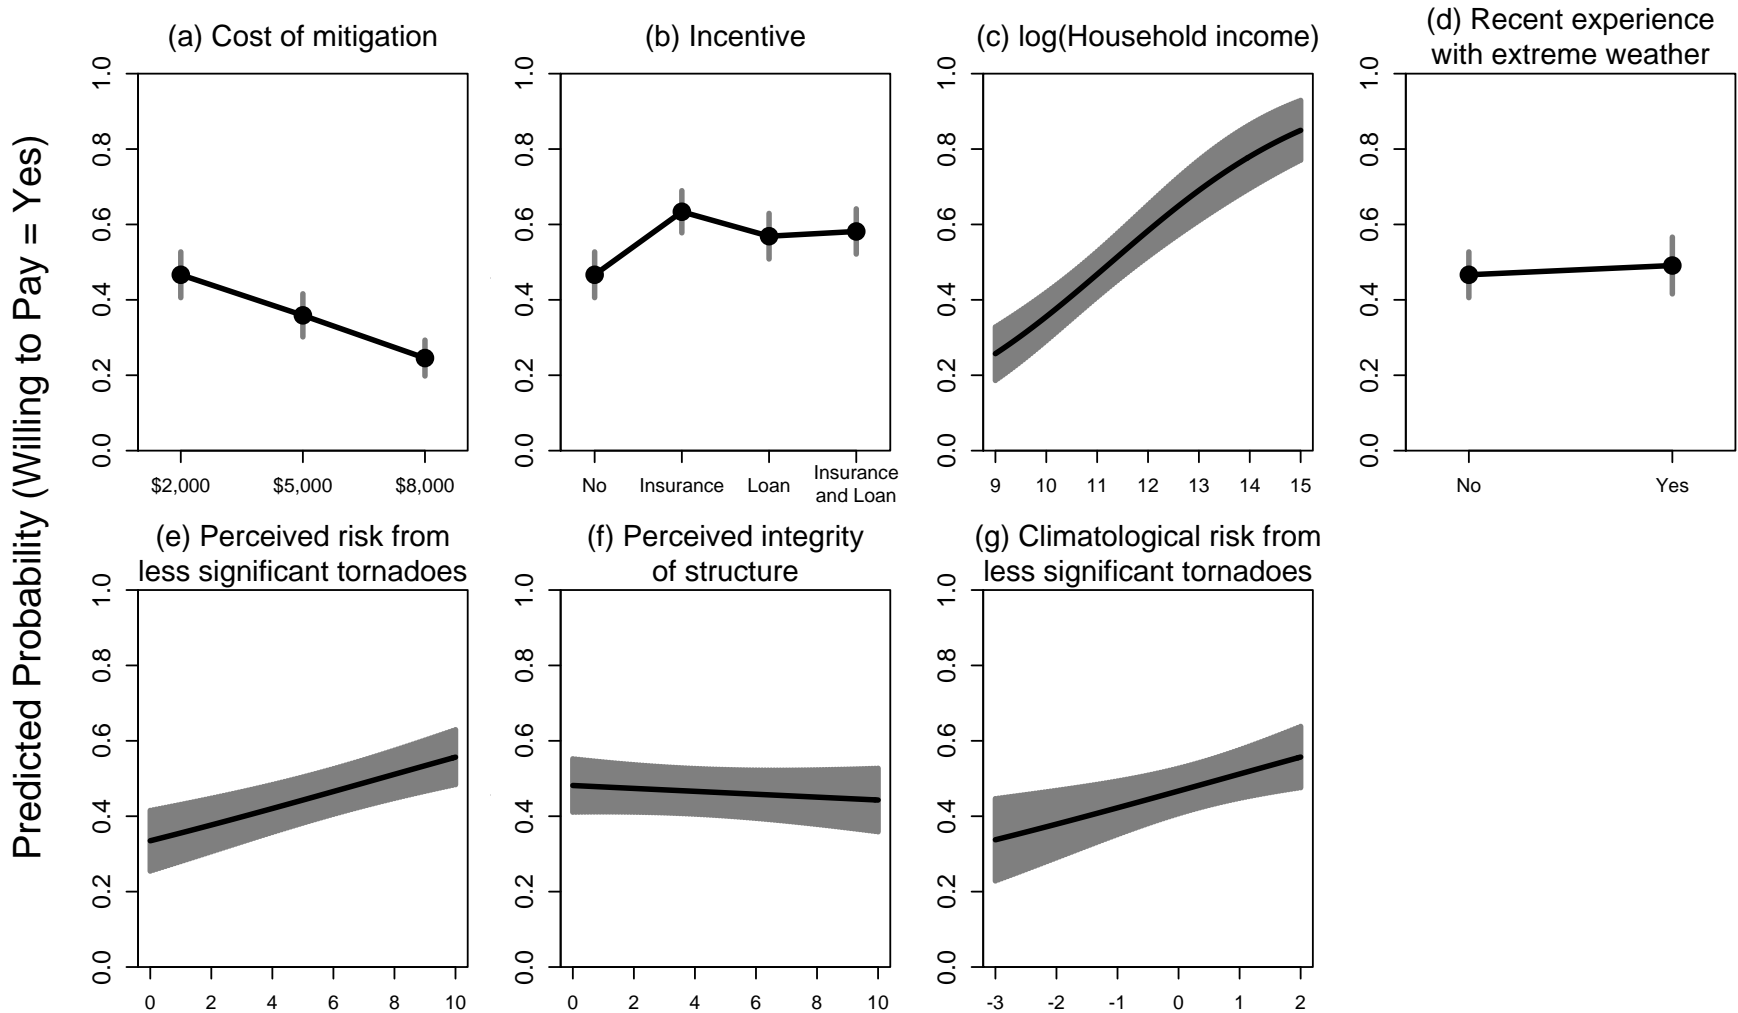 Predicted Probability (Willing to Pay = Yes)
(a) Cost of mitigation
1.0
0.8
0.6
0.4
0.2
0.0
$2,000 $5,000 $8,000
(b) Incentive
1.0
0.8
0.6
0.4
0.2
0.0
No Insurance Loan Insurance
and Loan
(c) log(Household income)
1.0
0.8
0.6
0.4
0.2
0.0
9 10 11 12 13 14 15
(d) Recent experience
with extreme weather
1.0
0.8
0.6
0.4
0.2
0.0
No Yes
(e) Perceived risk from
less significant tornadoes
1.0
0.8
0.6
0.4
0.2
0.0
0 2 4 6 8 10
(f) Perceived integrity
of structure
1.0
0.8
0.6
0.4
0.2
0.0
0 2 4 6 8 10
(g) Climatological risk from
less significant tornadoes
1.0
0.8
0.6
0.4
0.2
0.0
-3 -2 -1 0 1 2